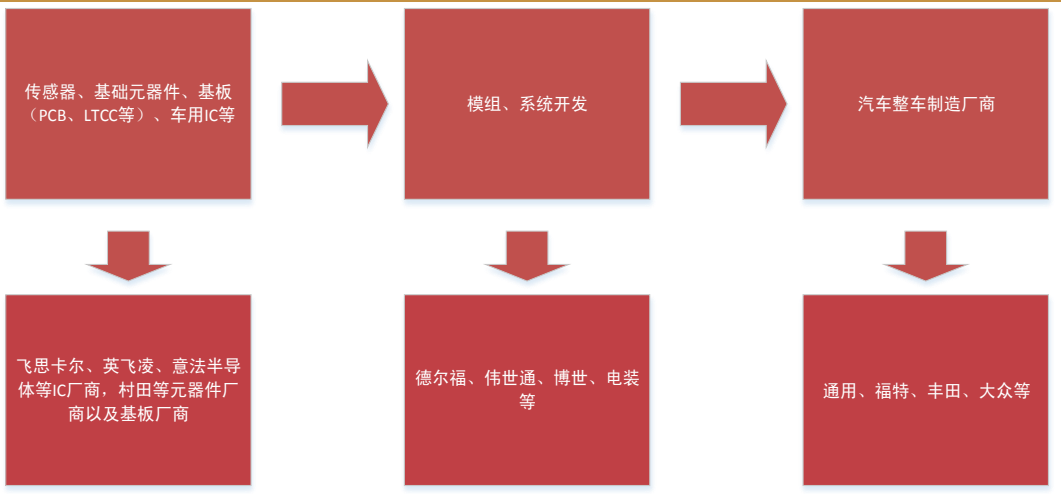 传感器、基础元器件、基板
（PCB、LTCC等）、车用IC等
模组、系统开发
汽车整车制造厂商
飞思卡尔、英飞凌、意法半导
体等IC厂商，村田等元器件厂
商以及基板厂商
德尔福、伟世通、博世、电装
等
通用、福特、丰田、大众等